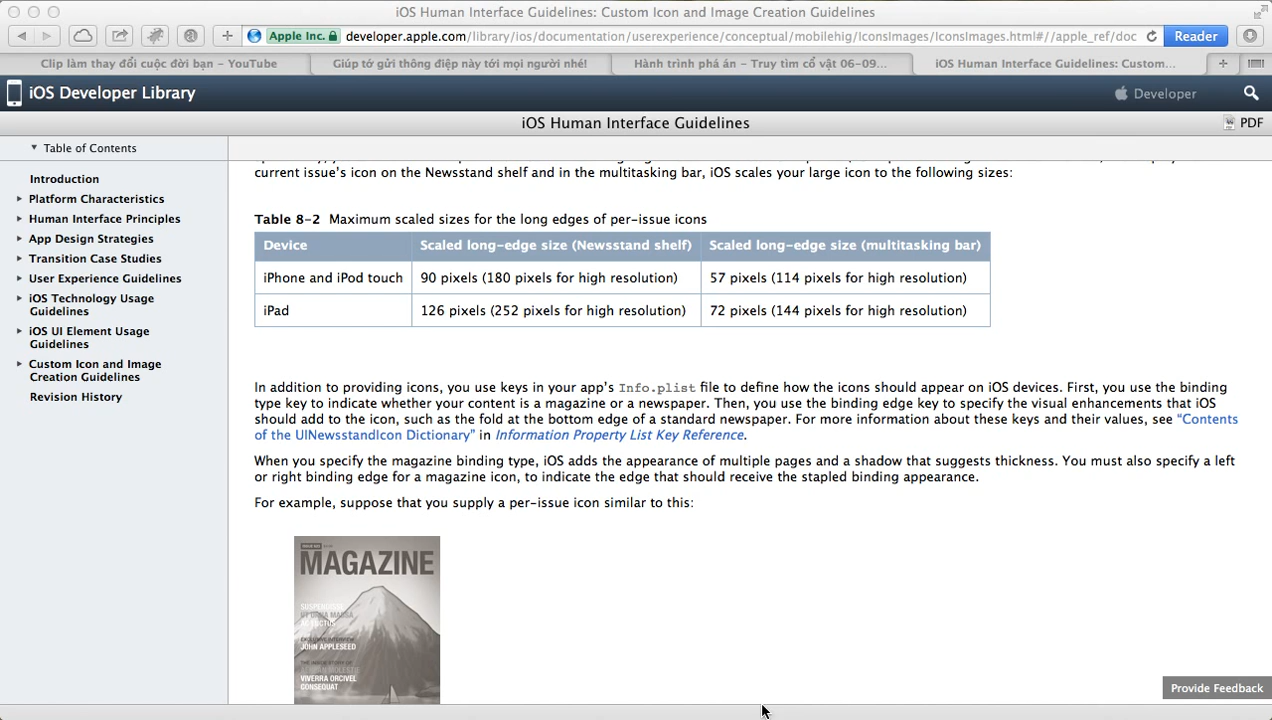 iOS Human Interface Guidelines: Custom Icon and Image Creation Guidelines
Apple Inc. developer.apple.com/library/ios/documentation/userexperience/conceptual/mobilehig/IconsImages/IconsImages.html#//apple_ref/doc Reader
Clip làm thay đổi cuộc đời bạn – YouTube Giúp tớ gửi thông điệp này tới mọi người nhé! Hành trình phá án – Truy tìm cổ vật 06-09... iOS Human Interface Guidelines: Custom...
iOS Developer Library Developer
iOS Human Interface Guidelines PDF
Table of Contents
Introduction
Platform Characteristics
Human Interface Principles
App Design Strategies
Transition Case Studies
User Experience Guidelines
iOS Technology Usage
Guidelines
iOS UI Element Usage
Guidelines
Custom Icon and Image
Creation Guidelines
Revision History
current issue's icon on the Newsstand shelf and in the multitasking bar, iOS scales your large icon to the following sizes:
Table 8-2 Maximum scaled sizes for the long edges of per-issue icons
Device Scaled long-edge size (Newsstand shelf) Scaled long-edge size (multitasking bar)
iPhone and iPod touch 90 pixels (180 pixels for high resolution) 57 pixels (114 pixels for high resolution)
iPad 126 pixels (252 pixels for high resolution) 72 pixels (144 pixels for high resolution)
In addition to providing icons, you use keys in your app's Info.plist file to define how the icons should appear on iOS devices. First, you use the binding
type key to indicate whether your content is a magazine or a newspaper. Then, you use the binding edge key to specify the visual enhancements that iOS
should add to the icon, such as the fold at the bottom edge of a standard newspaper. For more information about these keys and their values, see "Contents
of the UINewsstandIcon Dictionary" in Information Property List Key Reference.
When you specify the magazine binding type, iOS adds the appearance of multiple pages and a shadow that suggests thickness. You must also specify a left
or right binding edge for a magazine icon, to indicate the edge that should receive the stapled binding appearance.
For example, suppose that you supply a per-issue icon similar to this:
MAGAZINE
SUSPENDISSE
JOHN APPLESEED
VIVERRA ORCIVEL
CONSEQUAT
Provide Feedback